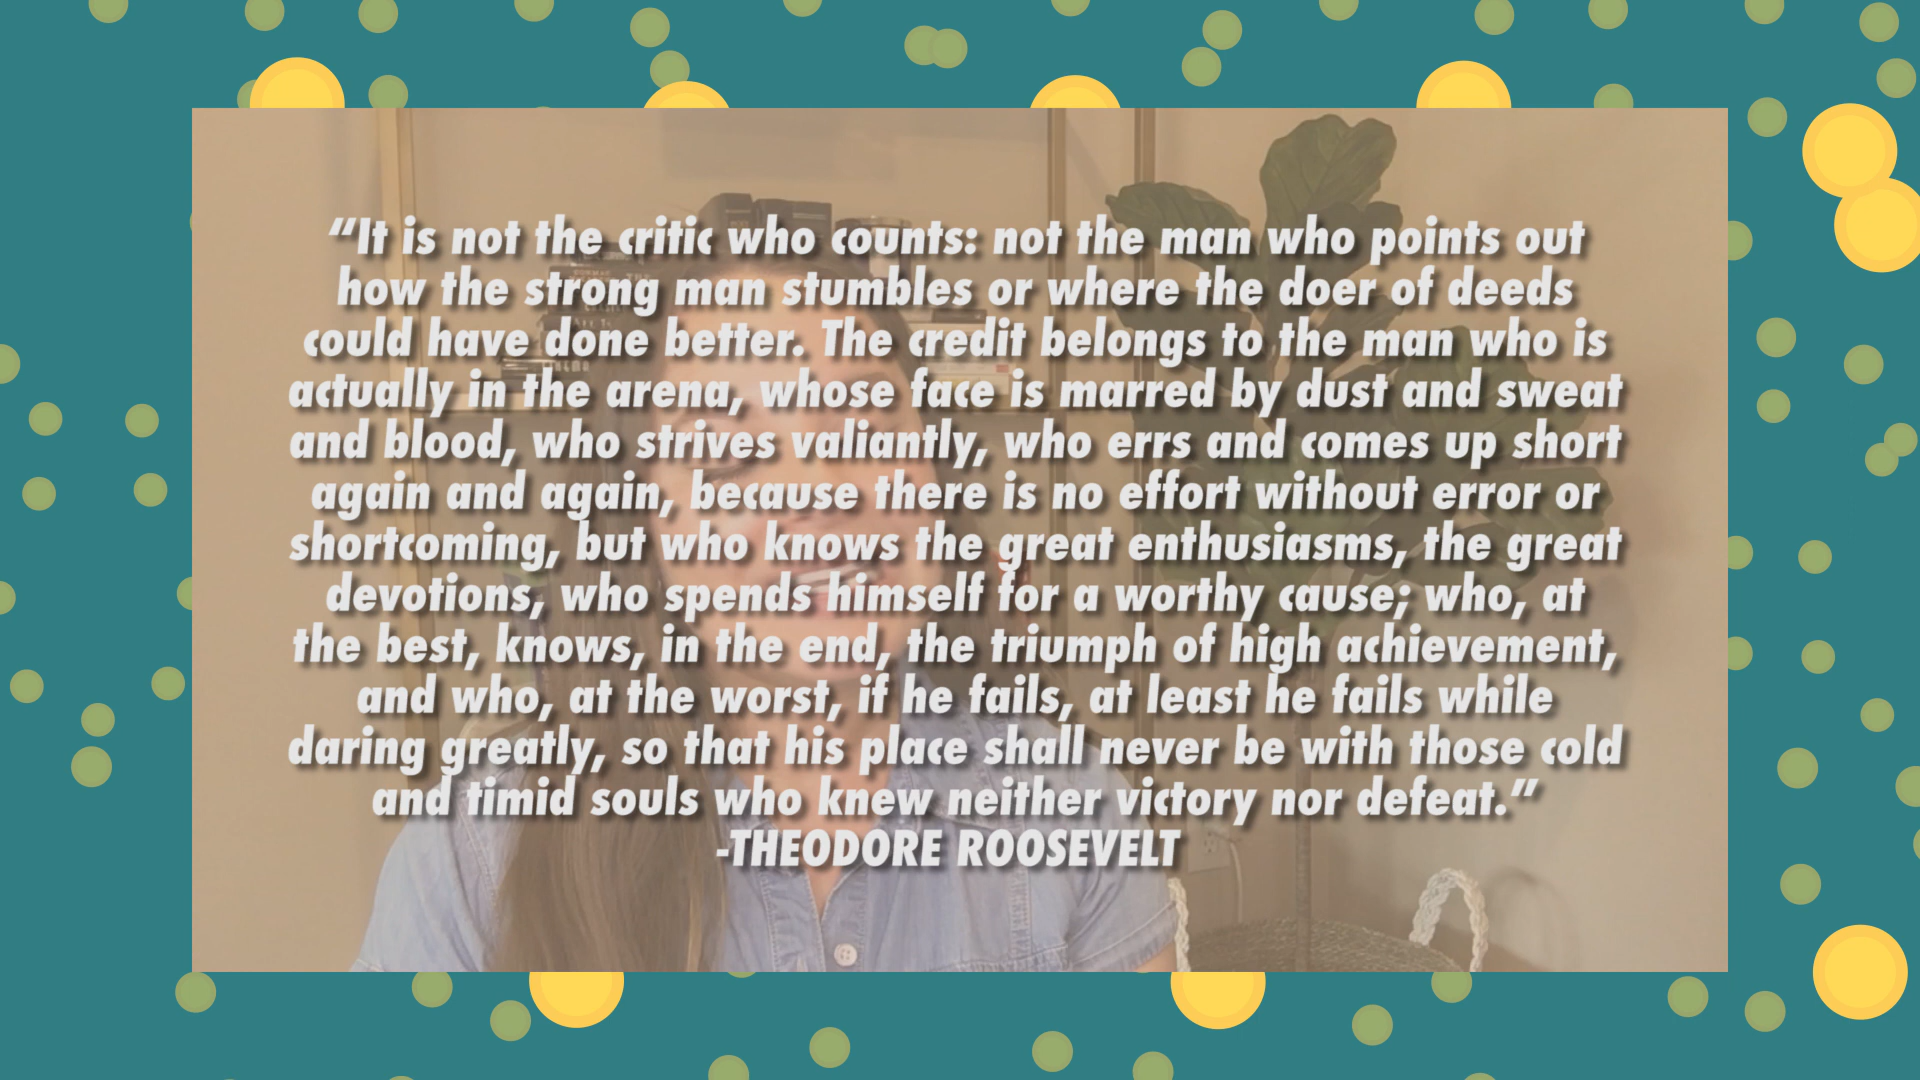 “It is not the critic who counts: not the man who points out
how the strong man stumbles or where the doer of deeds
could have done better. The credit belongs to the man who is
actually in the arena, whose face is marred by dust and sweat
and blood, who strives valiantly, who errs and comes up short
again and again, because there is no effort without error or
shortcoming, but who knows the great enthusiasms, the great
devotions, who spends himself for a worthy cause; who, at
the best, knows, in the end, the triumph of high achievement,
and who, at the worst, if he fails, at least he fails while
daring greatly, so that his place shall never be with those cold
and timid souls who knew neither victory nor defeat.”
-THEODORE ROOSEVELT